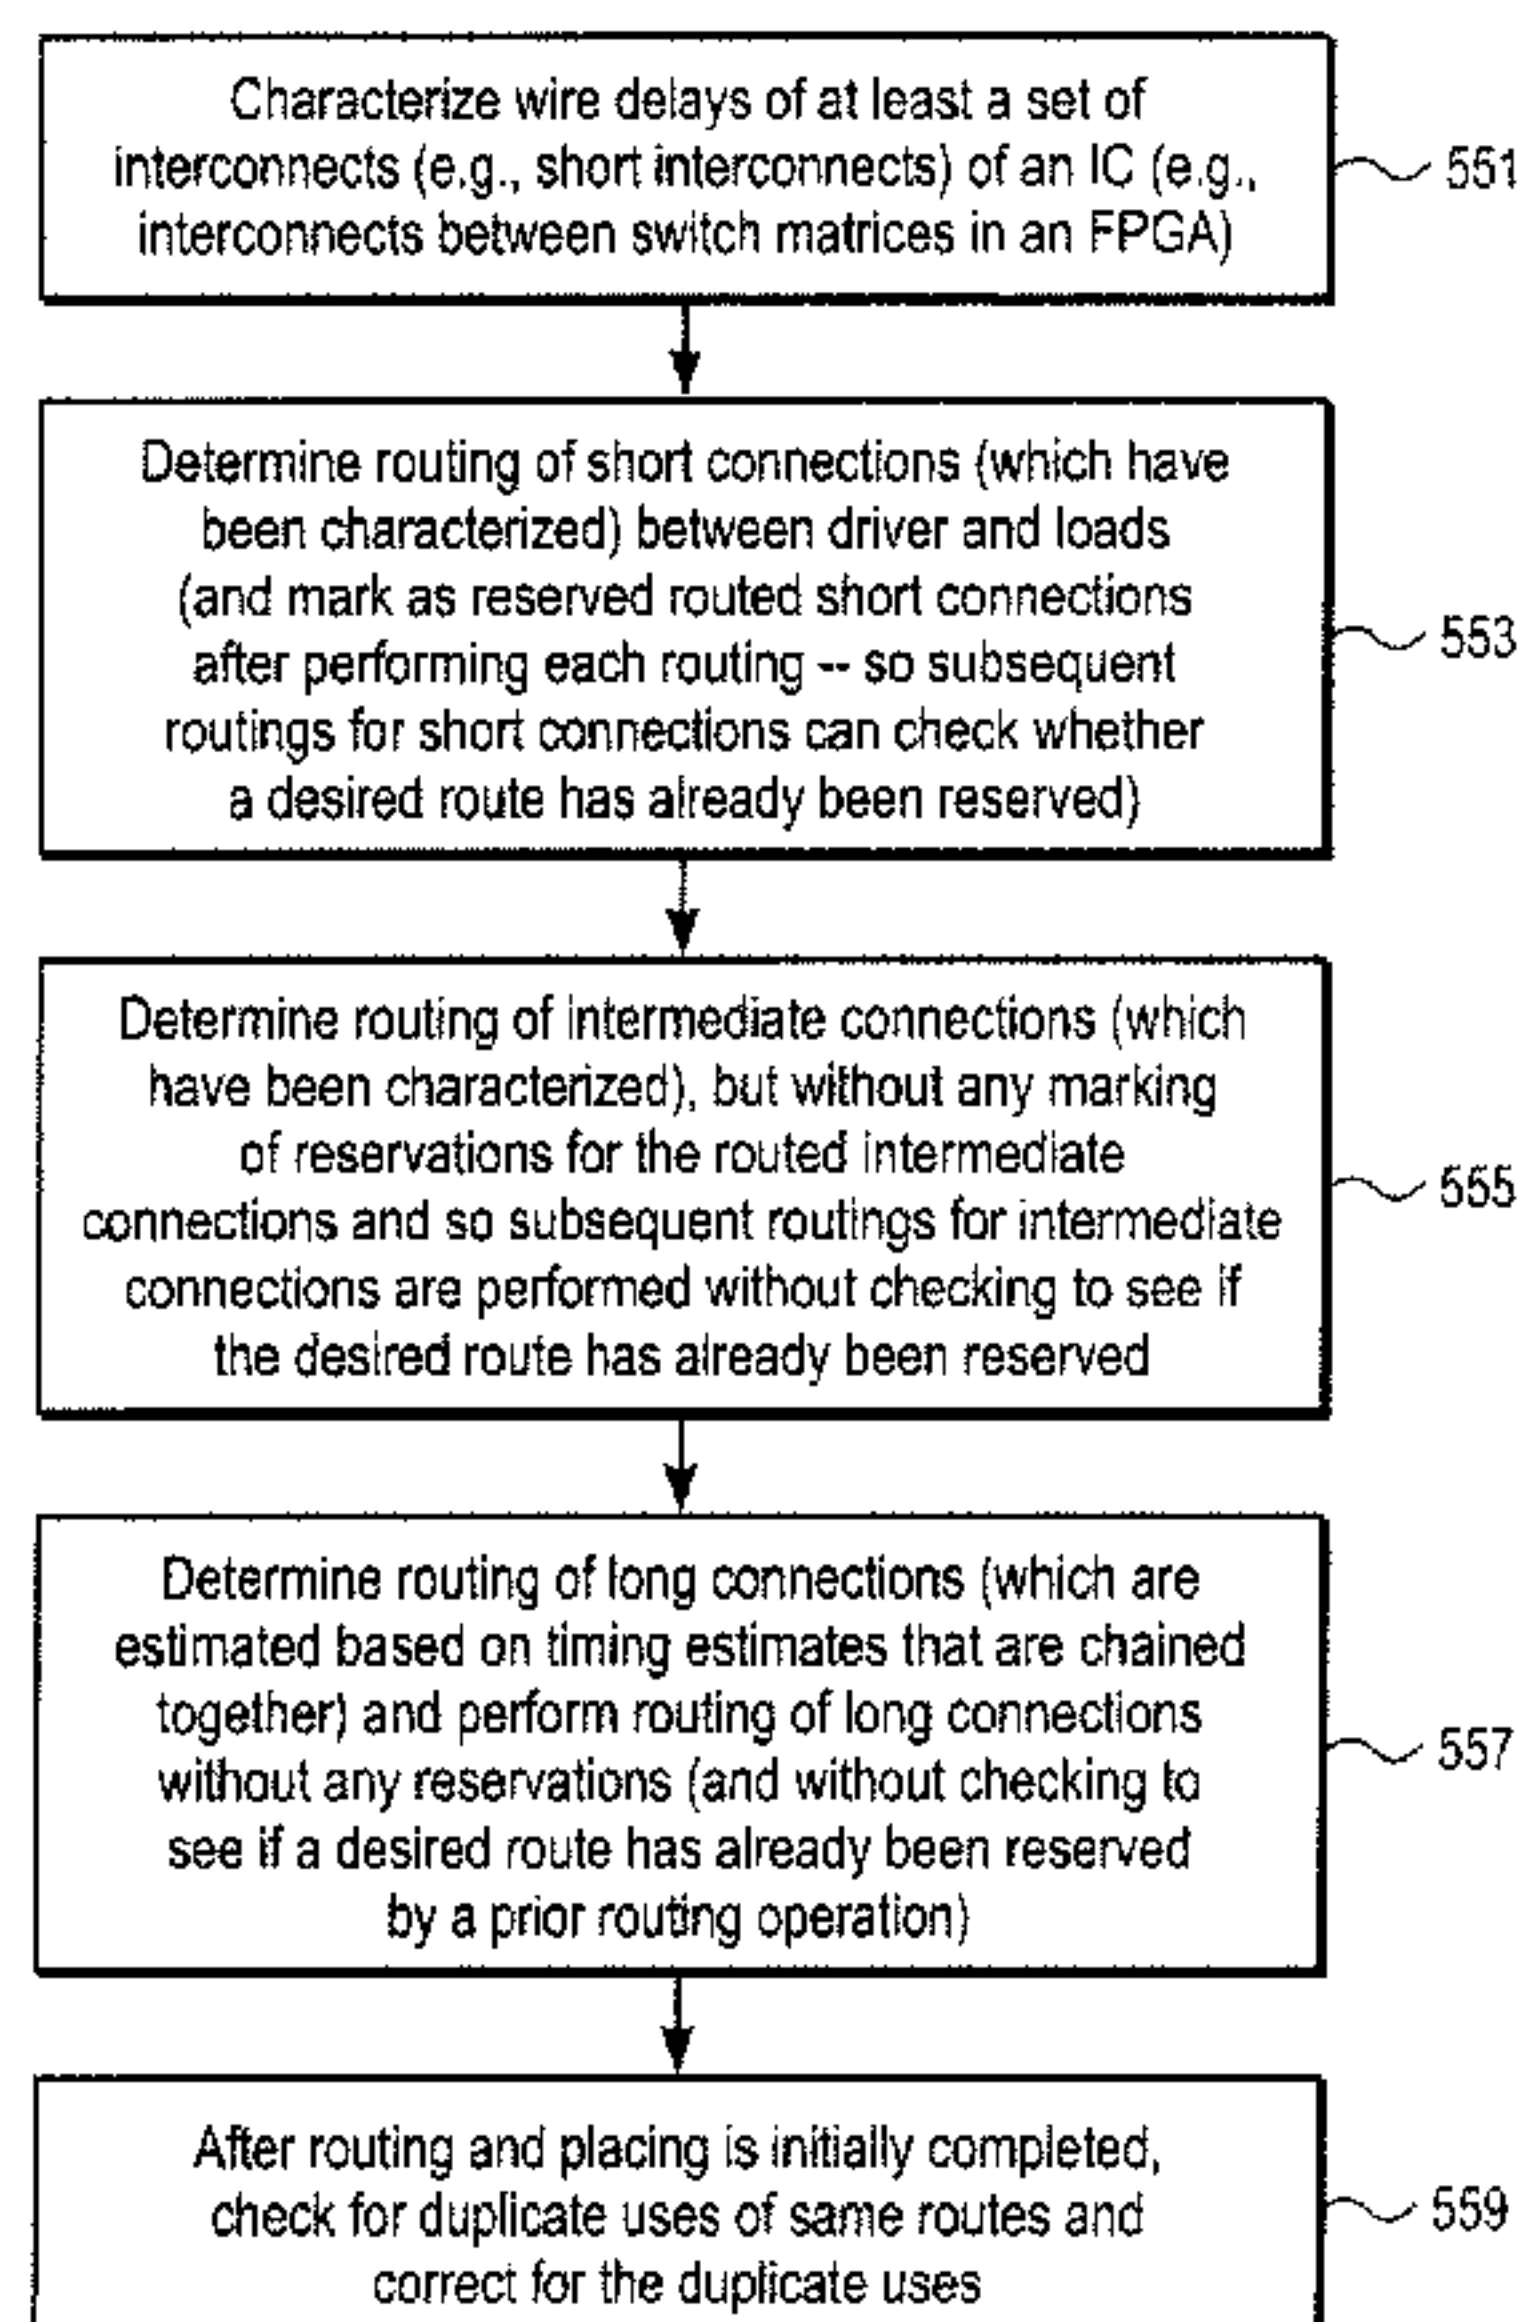 Characterize wire delays of at least a set of
interconnects (e.g., short interconnects) of an IC (e.g.,
interconnects between switch matrices in an FPGA)
551
Determine routing of short connections (which have
been characterized) between driver and loads
(and mark as reserved routed short connections
after performing each routing -- so subsequent
routings for short connections can check whether
a desired route has already been reserved)
553
Determine routing of intermediate connections (which
have been characterized), but without any marking
of reservations for the routed intermediate
connections and so subsequent routings for intermediate
connections are performed without checking to see if
the desired route has already been reserved
555
Determine routing of long connections (which are
estimated based on timing estimates that are chained
together) and perform routing of long connections
without any reservations (and without checking to
see if a desired route has already been reserved
by a prior routing operation)
557
After routing and placing is initially completed,
check for duplicate uses of same routes and
correct for the duplicate uses
559